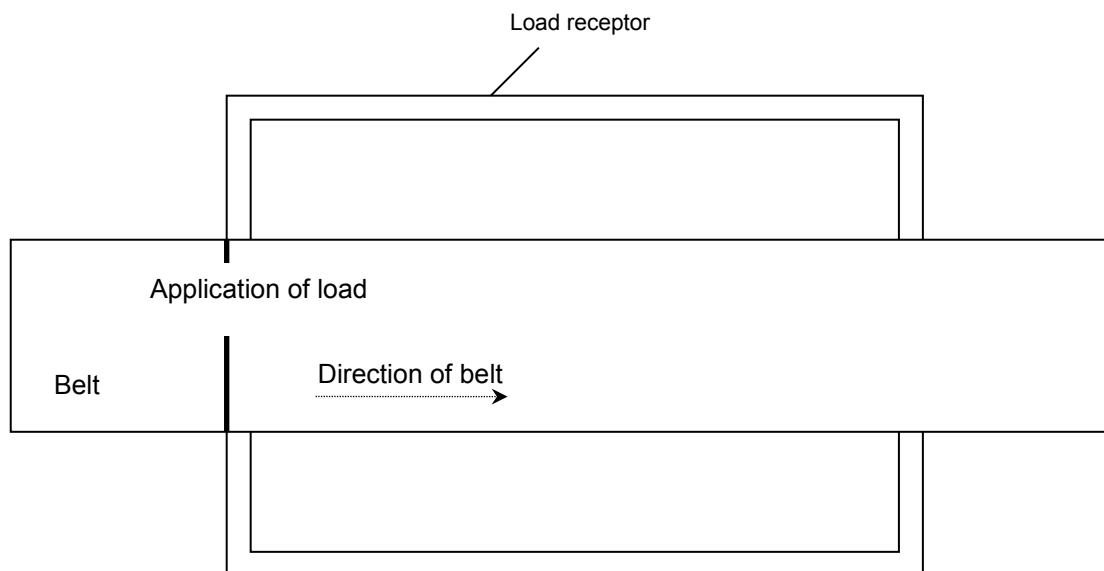 Load receptor
Application of load
Direction of belt
Belt